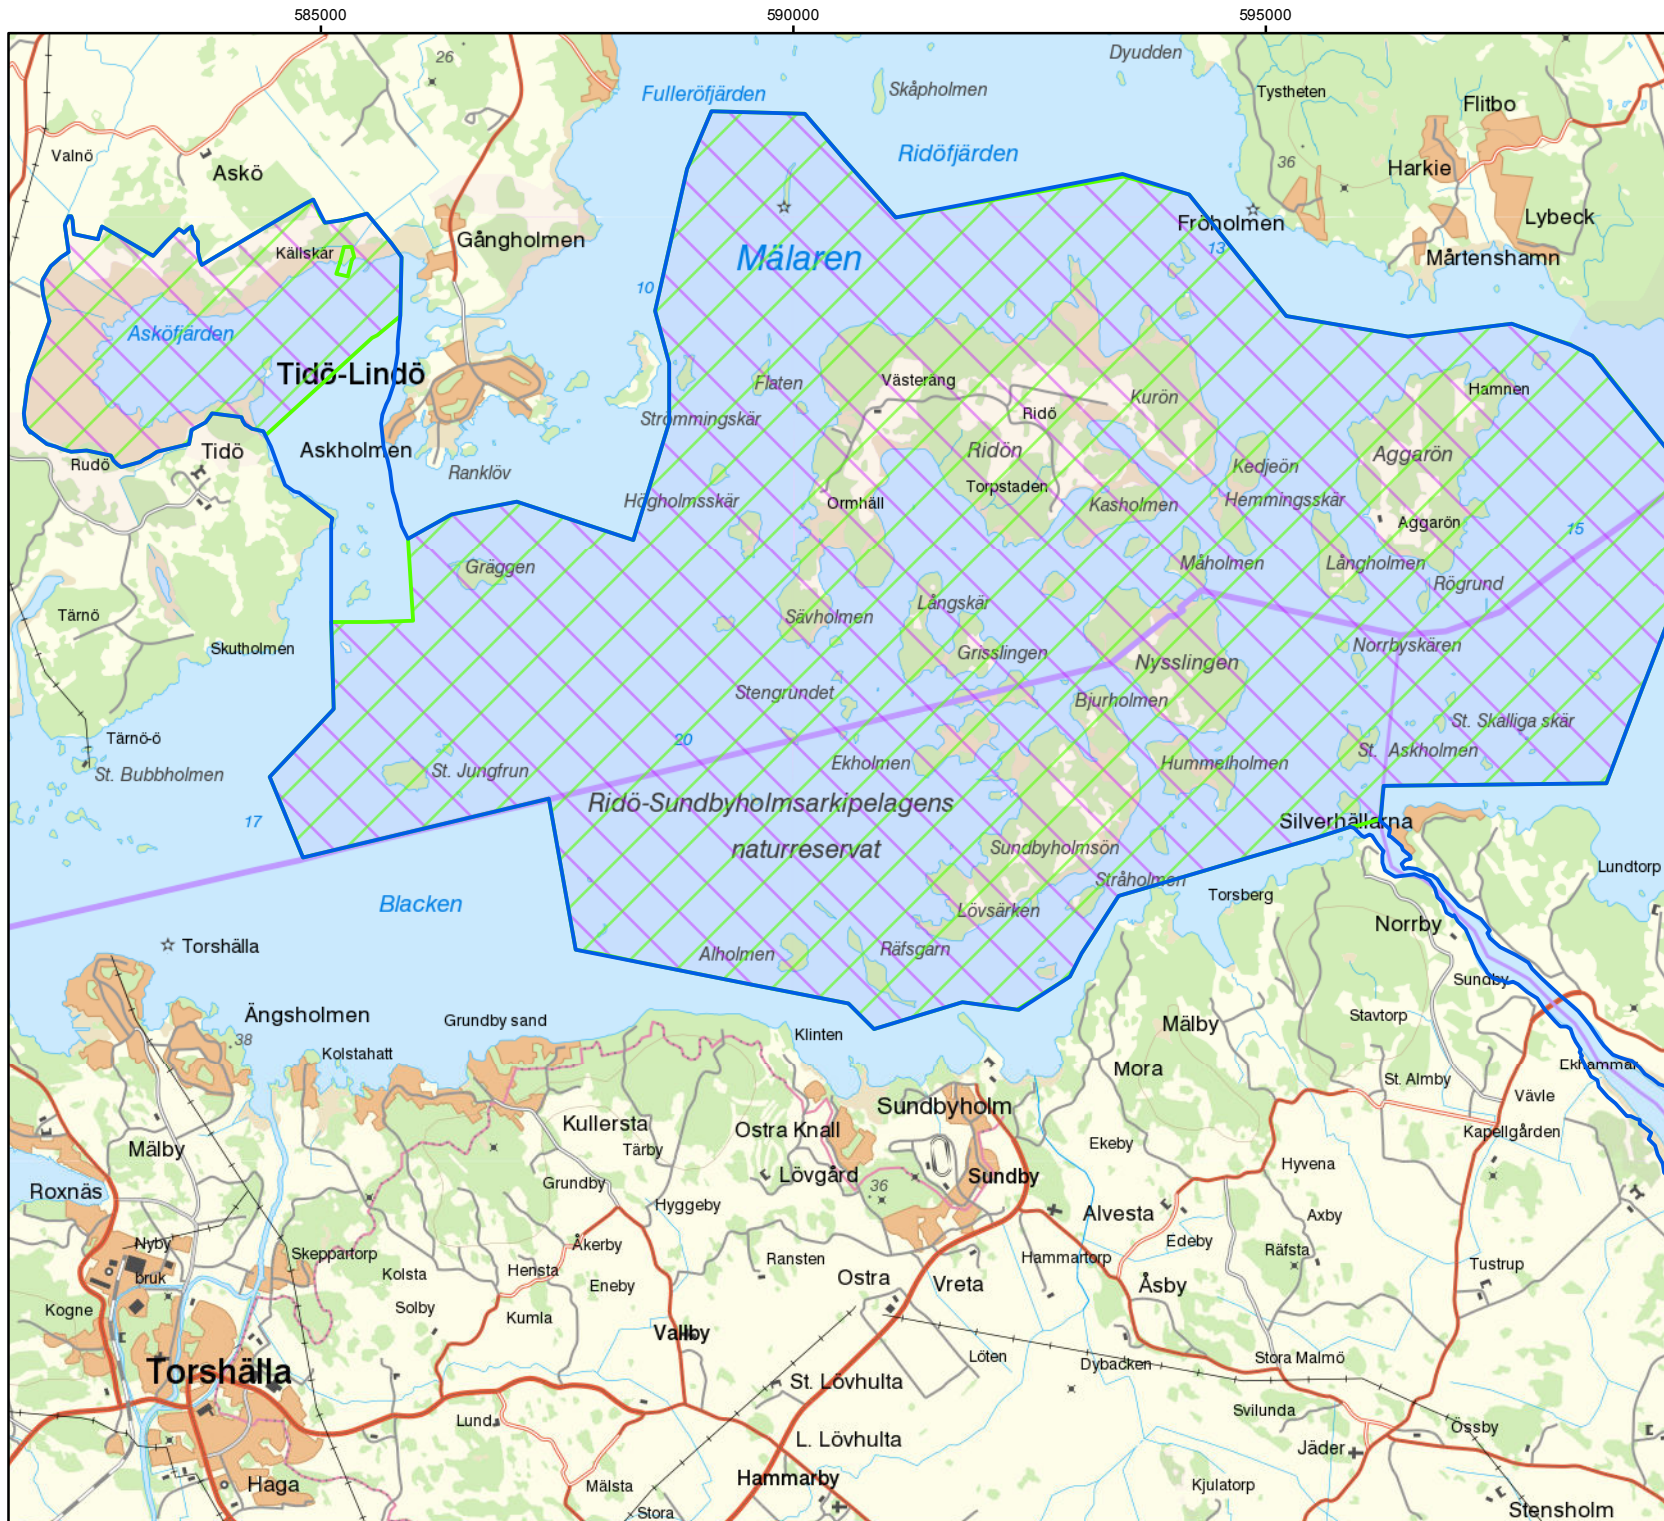 585000
590000
595000
26
Dyudden
Fulleröfjärden
Skåpholmen
Tystheten
Flitbo
Valnö
Ridöfjärden
36
Harkie
Askö
Lybeck
Fröholmen
13
Gångholmen
Källskär
Mälaren
Mårtenshamn
10
Asköfjärden
15
Tidö-Lindö
Flaten
Västeräng
Kurön
Hamnen
Strömmingskär
Ridö
Tidö
Askholmen
Ridön
Aggarön
Rudö
Ranklöv
Kedjeön
Torpstaden
Högholmsskär
Ormhäll
Kasholmen
Hemmingsskär
Aggarön
15
Gräggen
Måholmen
Långholmen
Rögrund
Tärnö
Sävholmen
Långskär
Skutholmen
Grisslingen
Norrbyskären
Nysslingen
Stengrundet
Bjurholmen
St. Skälliga skär
Tärnö-ö
20
St. Askholmen
St. Bubbholmen
St. Jungfrun
Ekholmen
Hummelholmen
Ridö-Sundbyholmsarkipelagens
17
Silverhällarna
naturreservat
Sundbyholmsön
Lundtorp
Stråholmen
Torsberg
Blacken
Lövsärken
Norrby
Torshälla
Alholmen
Räfsgarn
Sundby
Ängsholmen
Grundby sand
Stavtorp
Klinten
Mälby
38
Kolstahatt
Mora
Ekhammar
St. Almby
Vävle
Sundbyholm
Kullersta
Östra Knall
Kapellgården
Mälby
Tärby
Ekeby
Hyvena
Lövgärd
Sundby
Roxnäs
Grundby
36
Hyggeby
Alvesta
Axby
Nyby
Skeppartorp
Åkerby
Edeby
Räfsta
bruk
Kolsta
Hensta
Ransten
Hammartorp
Tustrup
Östra
Vreta
Åsby
Kogne
Solby
Eneby
Kumla
Vallby
Löten
Dybäcken
Stora Malmö
Torshälla
St. Lövhulta
Lund
Svilunda
Össby
L. Lövhulta
Jäder
Haga
Mälsta
Hammarby
Kjulatorp
Stora
Stensholm